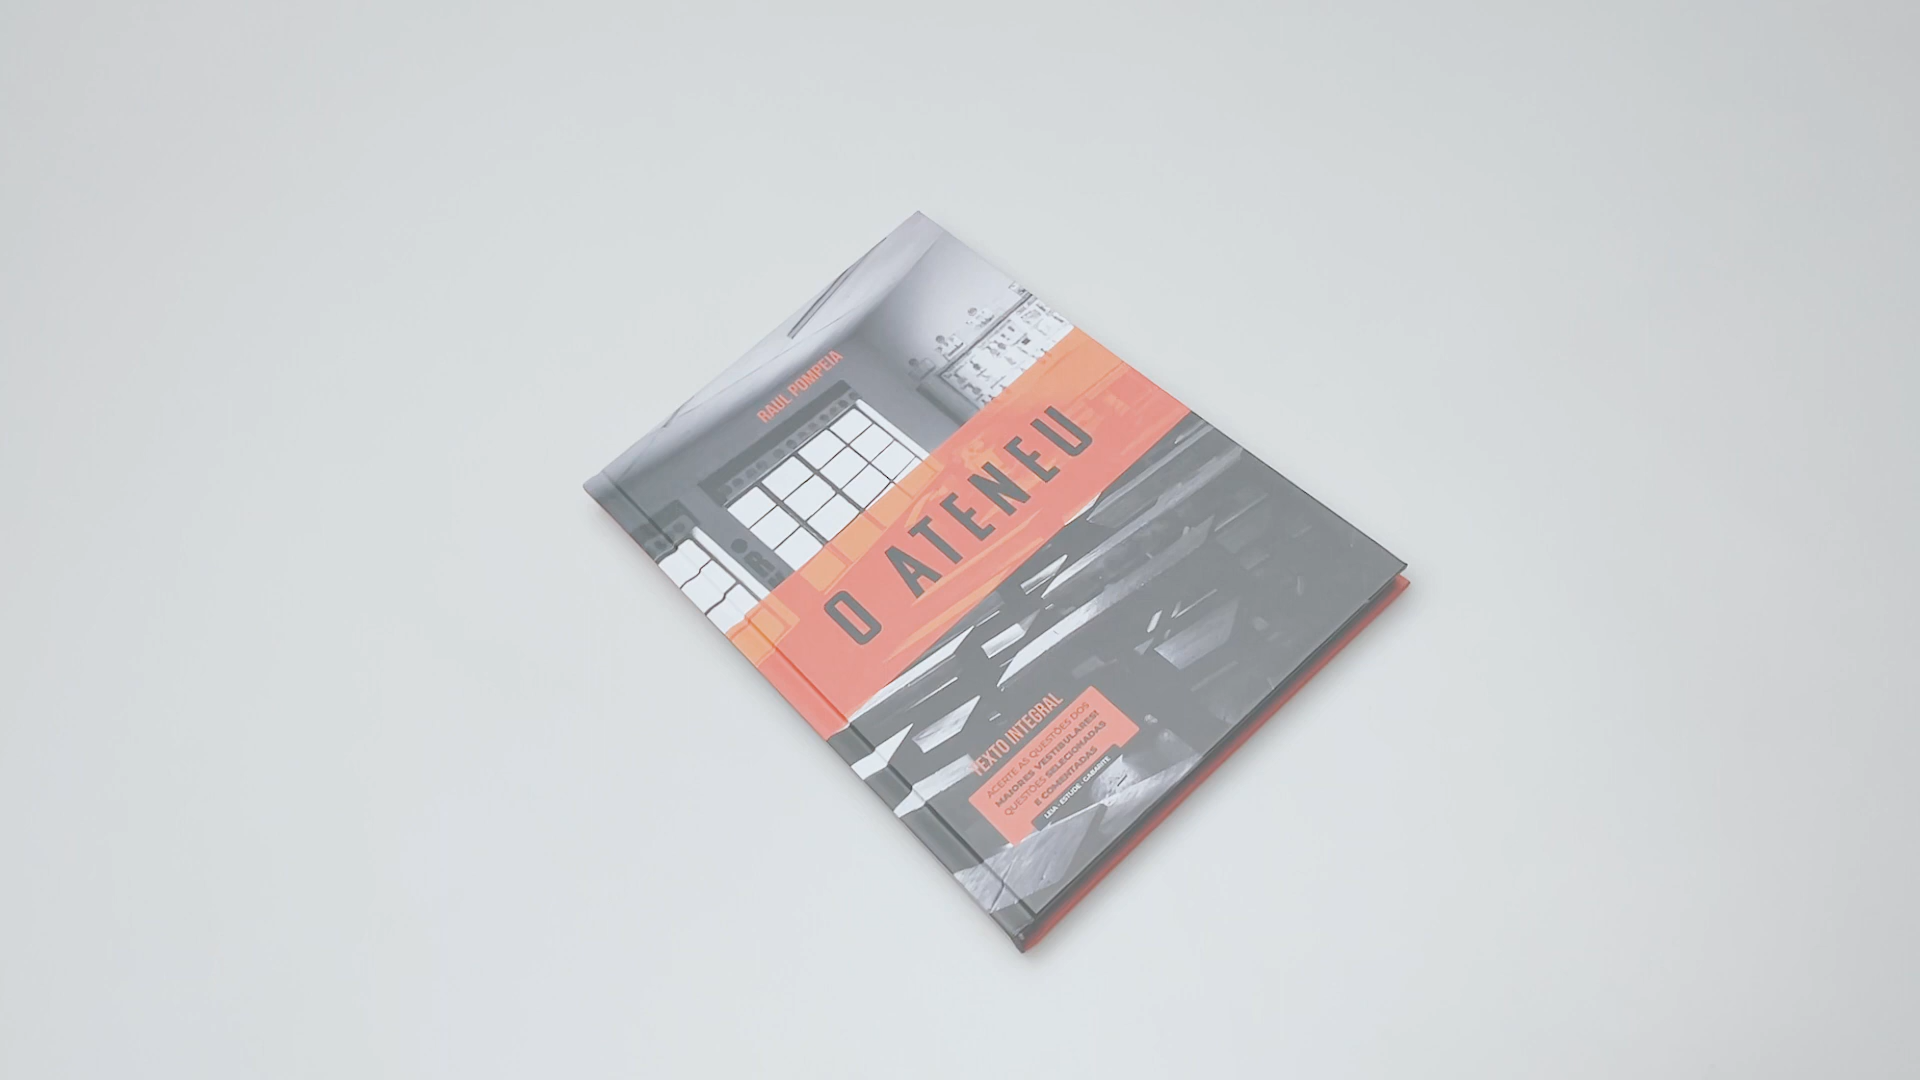 RAUL POMPEIA
O ATENEU
TEXTO INTEGRAL
ACERTE AS QUESTÕES DOS
MAIORES VESTIBULARES!
QUESTÕES SELECIONADAS
E COMENTADAS
LEIA • ESTUDE • GABARITE